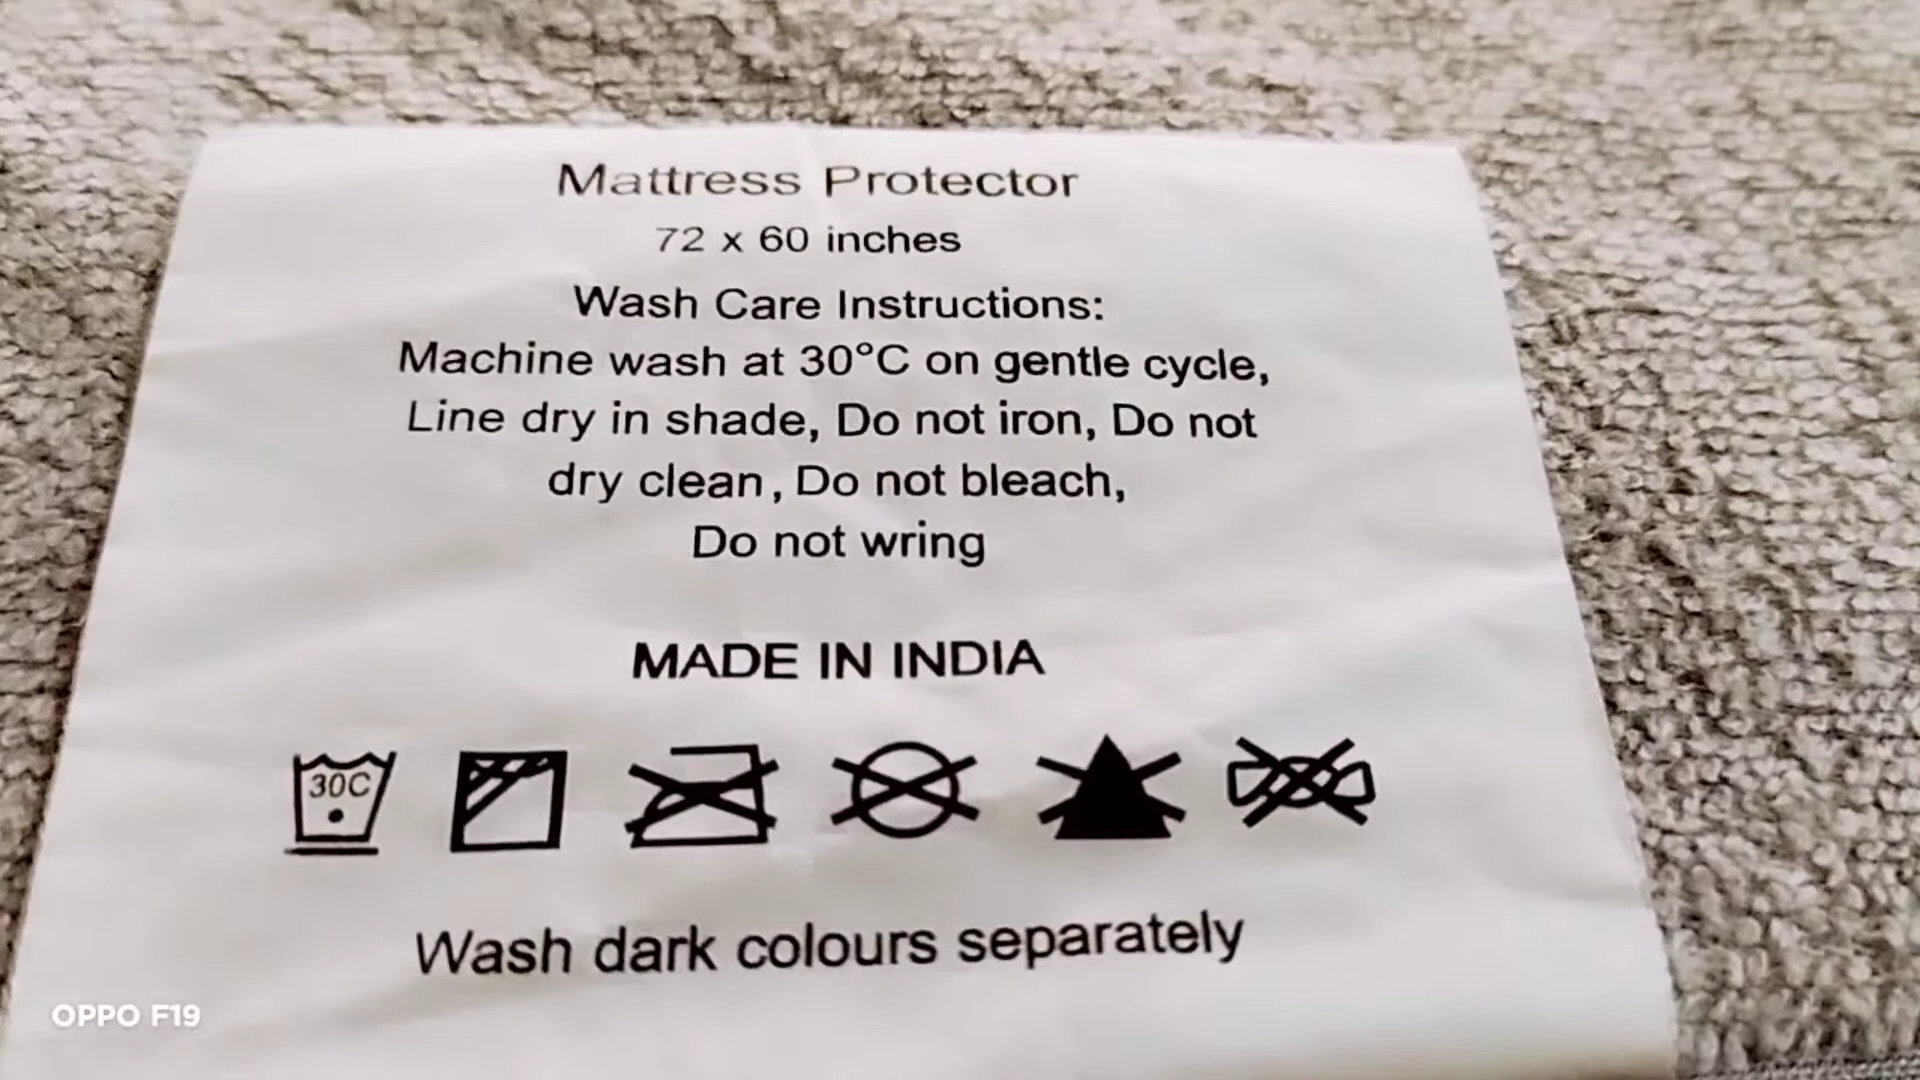 Mattress Protector
72 x 60 inches
Wash Care Instructions:
Machine wash at 30°C on gentle cycle,
Line dry in shade, Do not iron, Do not
dry clean, Do not bleach,
Do not wring
MADE IN INDIA
30C
Wash dark colours separately
OPPO F19